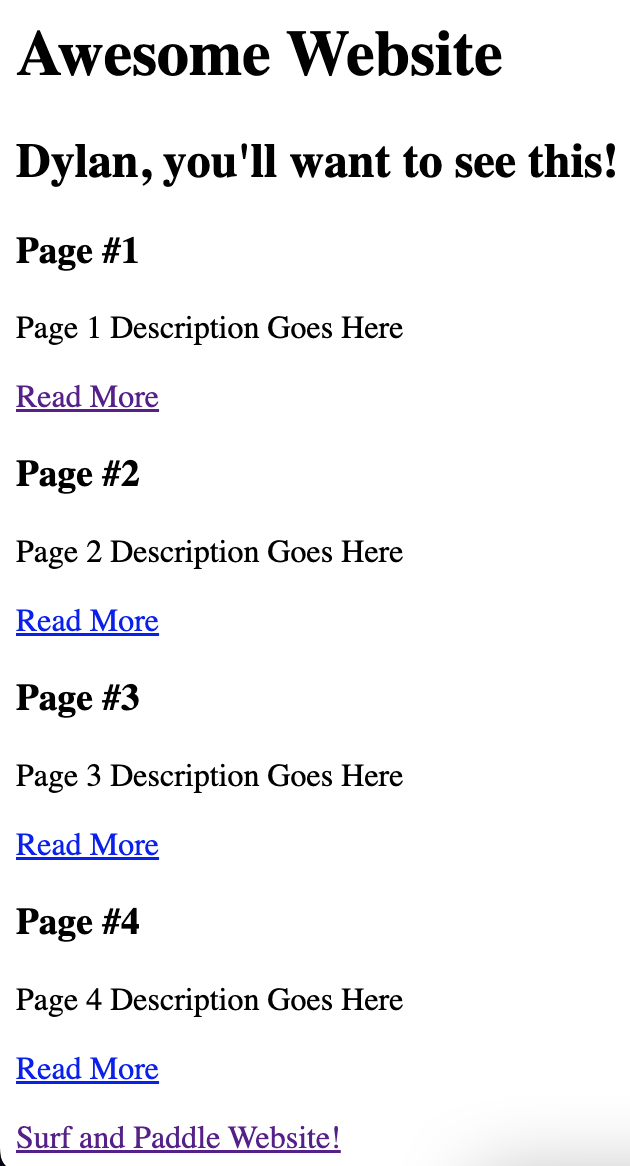 Awesome Website
Dylan, you'll want to see this!
Page #1
Page 1 Description Goes Here
Read More
Page #2
Page 2 Description Goes Here
Read More
Page #3
Page 3 Description Goes Here
Read More
Page #4
Page 4 Description Goes Here
Read More
Surf and Paddle Website!